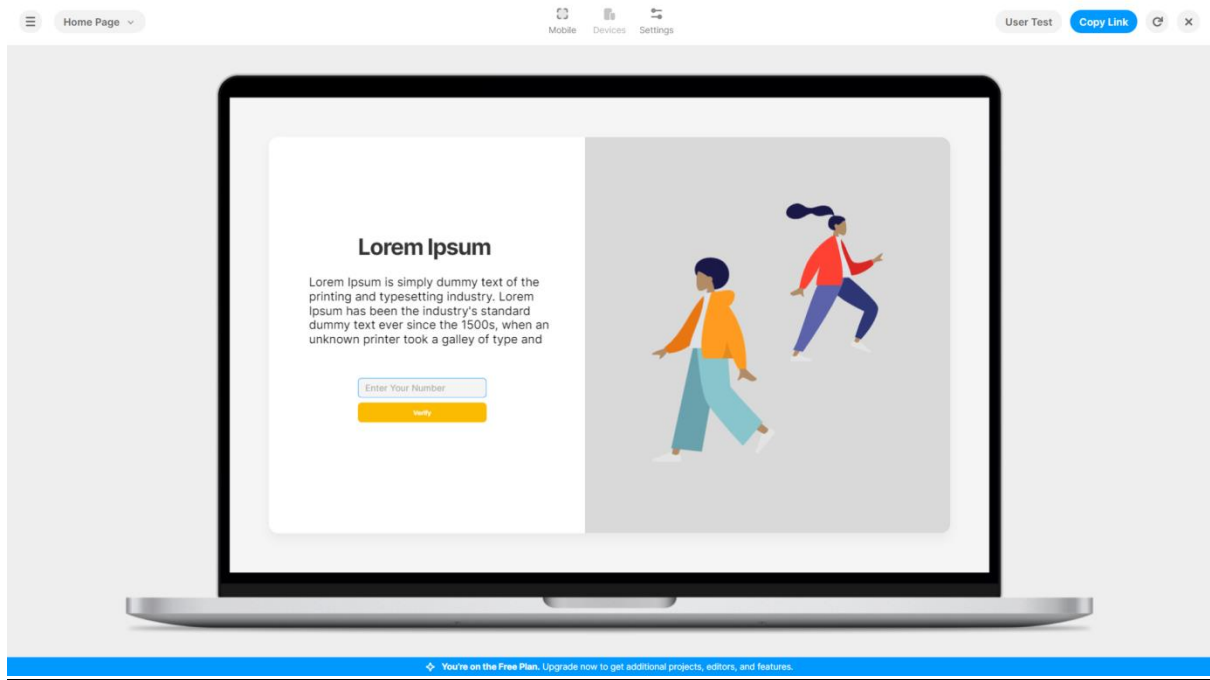 Home Page
Mobile
Devices
Settings
User Test
Copy Link
Lorem Ipsum
Lorem Ipsum is simply dummy text of the
printing and typesetting industry. Lorem
Ipsum has been the industry's standard
dummy text ever since the 1500s, when an
unknown printer took a galley of type and
Enter Your Number
Verify
You're on the Free Plan. Upgrade now to get additional projects, editors, and features.